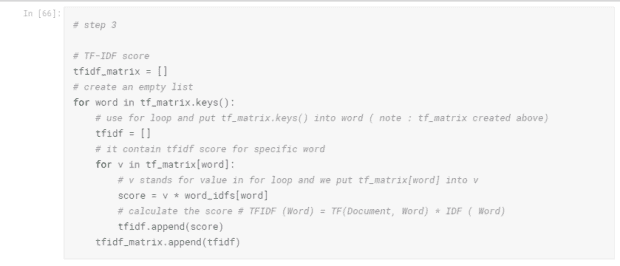 In [66]:
# step 3
# TF-IDF score
tfidf_matrix = []
# create an empty list
for word in tf_matrix.keys():
# use for loop and put tf_matrix.keys() into word ( note : tf_matrix created above)
tfidf = []
# it contain tfidf score for specific word
for v in tf_matrix[word]:
# v stands for value in for loop and we put tf_matrix[word] into v
score = v * word_idfs[word]
# calculate the score # TFIDF (Word) = TF(Document, Word) * IDF ( Word)
tfidf.append(score)
tfidf_matrix.append(tfidf)